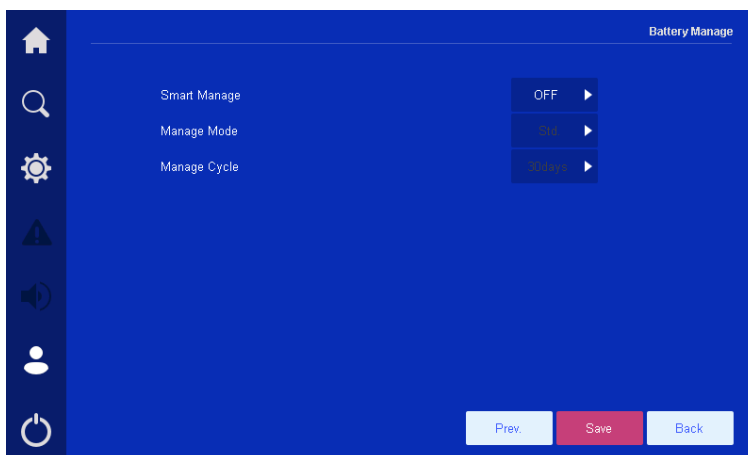 Battery Manage
Smart Manage OFF
Manage Mode Std.
Manage Cycle 30days
Prev. Save Back